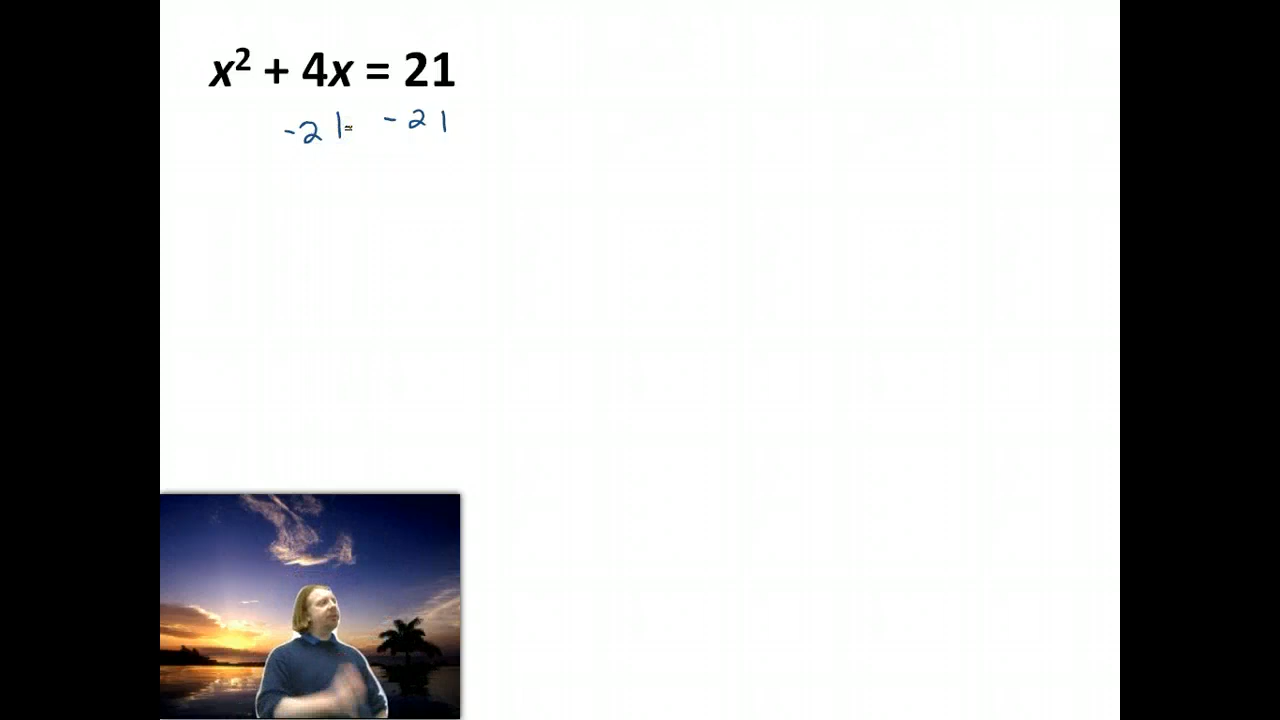 x² + 4x = 21
-21 -21